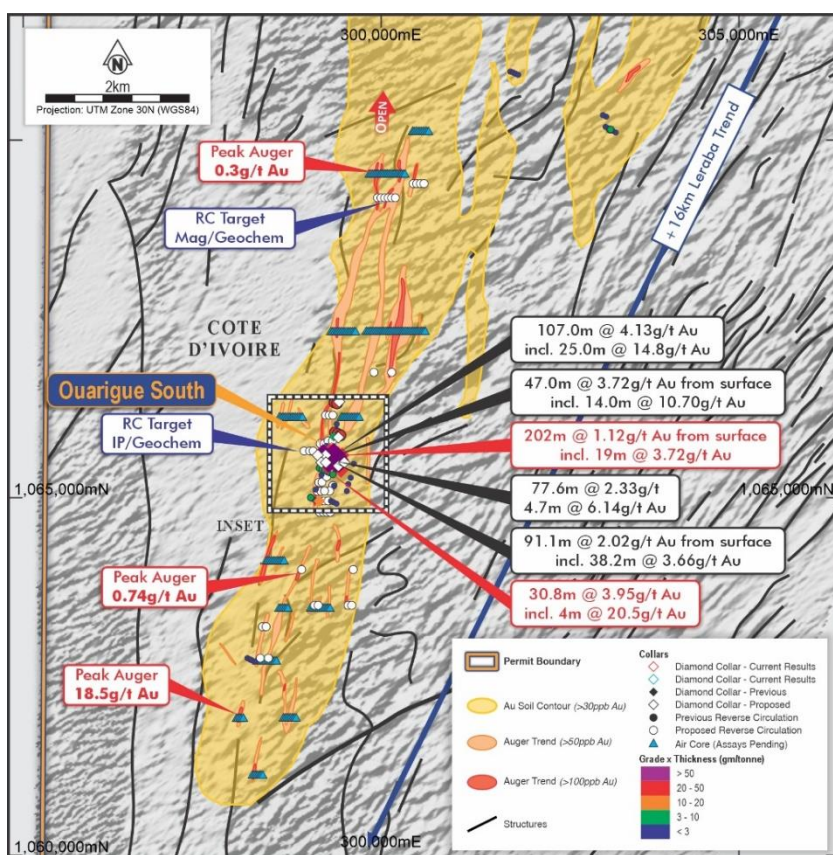 300,000mE
305,000mE
N
2km
Projection: UTM Zone 30N (WGS84)
OPEN
+16km Leraba Trend
Peak Auger
0.3g/t Au
RC Target
Mag/Geochem
COTE
D'IVOIRE
Ouarigue South
RC Target
IP/Geochem
107.0m @ 4.13g/t Au
incl. 25.0m @ 14.8g/t Au
47.0m @ 3.72g/t Au from surface
incl. 14.0m @ 10.70g/t Au
202m @ 1.12g/t Au from surface
incl. 19m @ 3.72g/t Au
77.6m @ 2.33g/t
4.7m @ 6.14g/t Au
91.1m @ 2.02g/t Au from surface
incl. 38.2m @ 3.66g/t Au
30.8m @ 3.95g/t Au
incl. 4m @ 20.5g/t Au
1,065,000mN
1,065,000mN
INSET
Peak Auger
0.74g/t Au
Peak Auger
18.5g/t Au
Permit Boundary
Au Soil Contour (>30ppb Au)
Auger Trend (>50ppb Au)
Auger Trend (>100ppb Au)
Structures
Collars
Diamond Collar - Current Results
Diamond Collar - Current Results
Diamond Collar - Previous
Diamond Collar - Proposed
Previous Reverse Circulation
Proposed Reverse Circulation
Air Core (Assays Pending)
Grade x Thickness (gm/tonne)
> 50
20 - 50
10 - 20
3 - 10
< 3
1,060,000mN
300,000mE